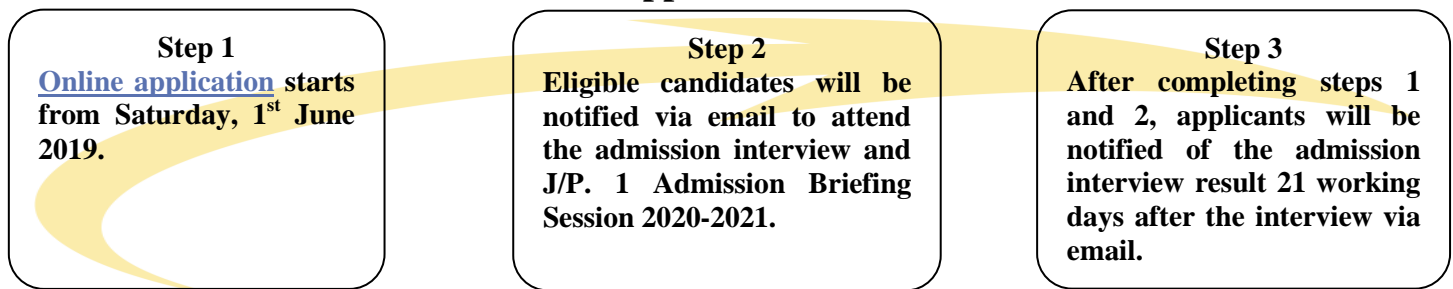 Step 1
Online application starts
from Saturday, 1st June
2019.
Step 2
Eligible candidates will be
notified via email to attend
the admission interview and
J/P. 1 Admission Briefing
Session 2020-2021.
Step 3
After completing steps 1
and 2, applicants will be
notified of the admission
interview result 21 working
days after the interview via
email.